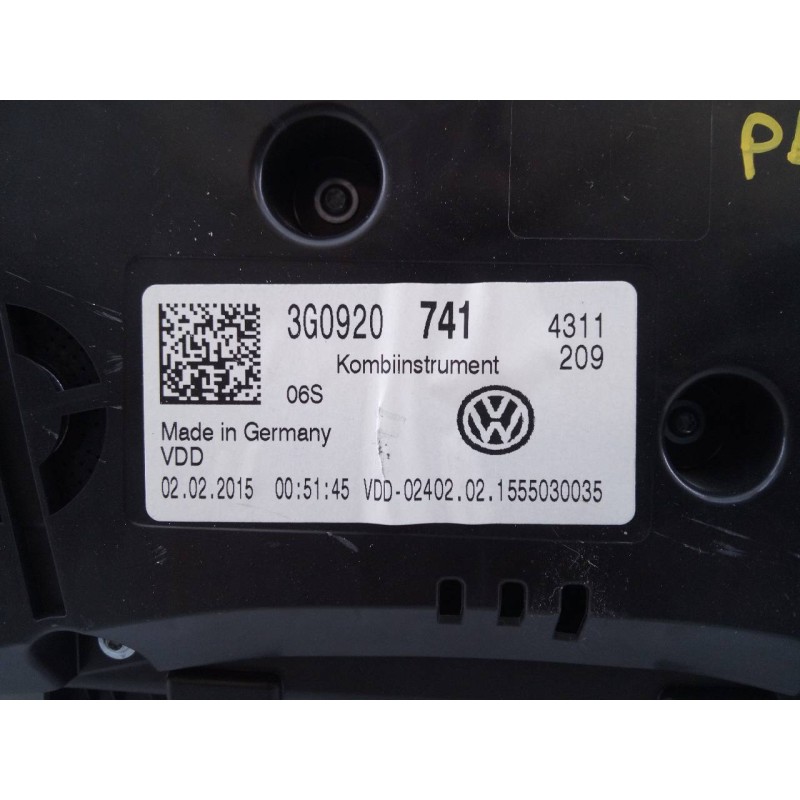 3G0920 741 4311
Kombiinstrument 209
06S
Made in Germany
VDD
02.02.2015 00:51:45 VDD-02402.02.1555030035